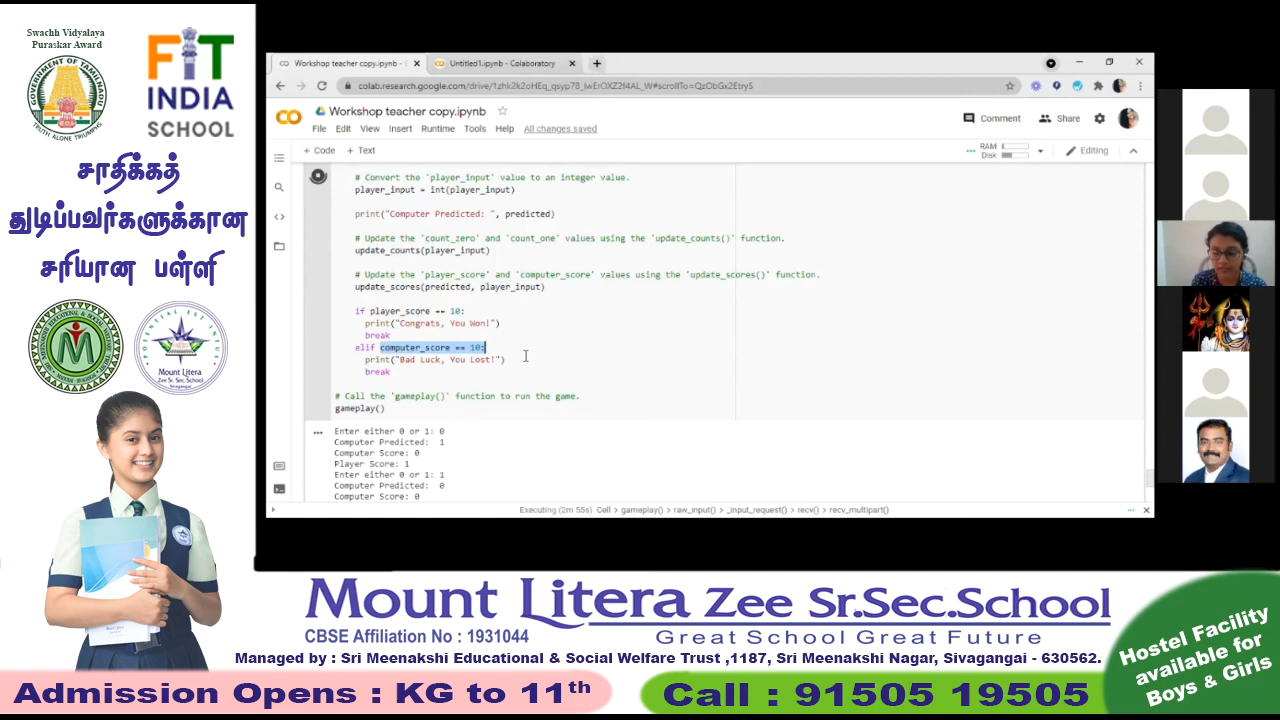 Swachh Vidyalaya
Puraskar Award
GOVERNMENT OF TAMILNADU
TRUTH ALONE TRIUMPHS
FIT
INDIA
SCHOOL
சாதிக்கத்
துடிப்பவர்களுக்கான
சரியான பள்ளி
Mount Litera
Zee Sr.Sec.School
Sivagangai
Workshop teacher copy.ipynb - C
Untitled1.ipynb - Colaboratory
Workshop teacher copy.ipynb
File Edit View Insert Runtime Tools Help All changes saved
Comment Share
+ Code + Text
RAM
Disk
Editing
# Convert the 'player_input' value to an integer value.
player_input = int(player_input)
print("Computer Predicted: ", predicted)
# Update the 'count_zero' and 'count_one' values using the 'update_counts()' function.
update_counts(player_input)
# Update the 'player_score' and 'computer_score' values using the 'update_scores()' function.
update_scores(predicted, player_input)
if player_score == 10:
print("Congrats, You Won!")
break
elif computer_score == 10:
print("Bad Luck, You Lost!")
break
# Call the 'gameplay()' function to run the game.
gameplay()
Enter either 0 or 1: 0
Computer Predicted: 1
Computer Score: 0
Player Score: 1
Enter either 0 or 1: 1
Computer Predicted: 0
Computer Score: 0
Executing (2m 55s) Cell > gameplay() > raw_input() > _input_request() > recv() > recv_multipart()
Mount Litera Zee Sr.Sec.School
CBSE Affiliation No : 1931044
Great School Great Future
Managed by : Sri Meenakshi Educational & Social Welfare Trust ,1187, Sri Meenakshi Nagar, Sivagangai - 630562.
Admission Opens : KG to 11th
Call : 91505 19505
Hostel Facility
available for
Boys & Girls